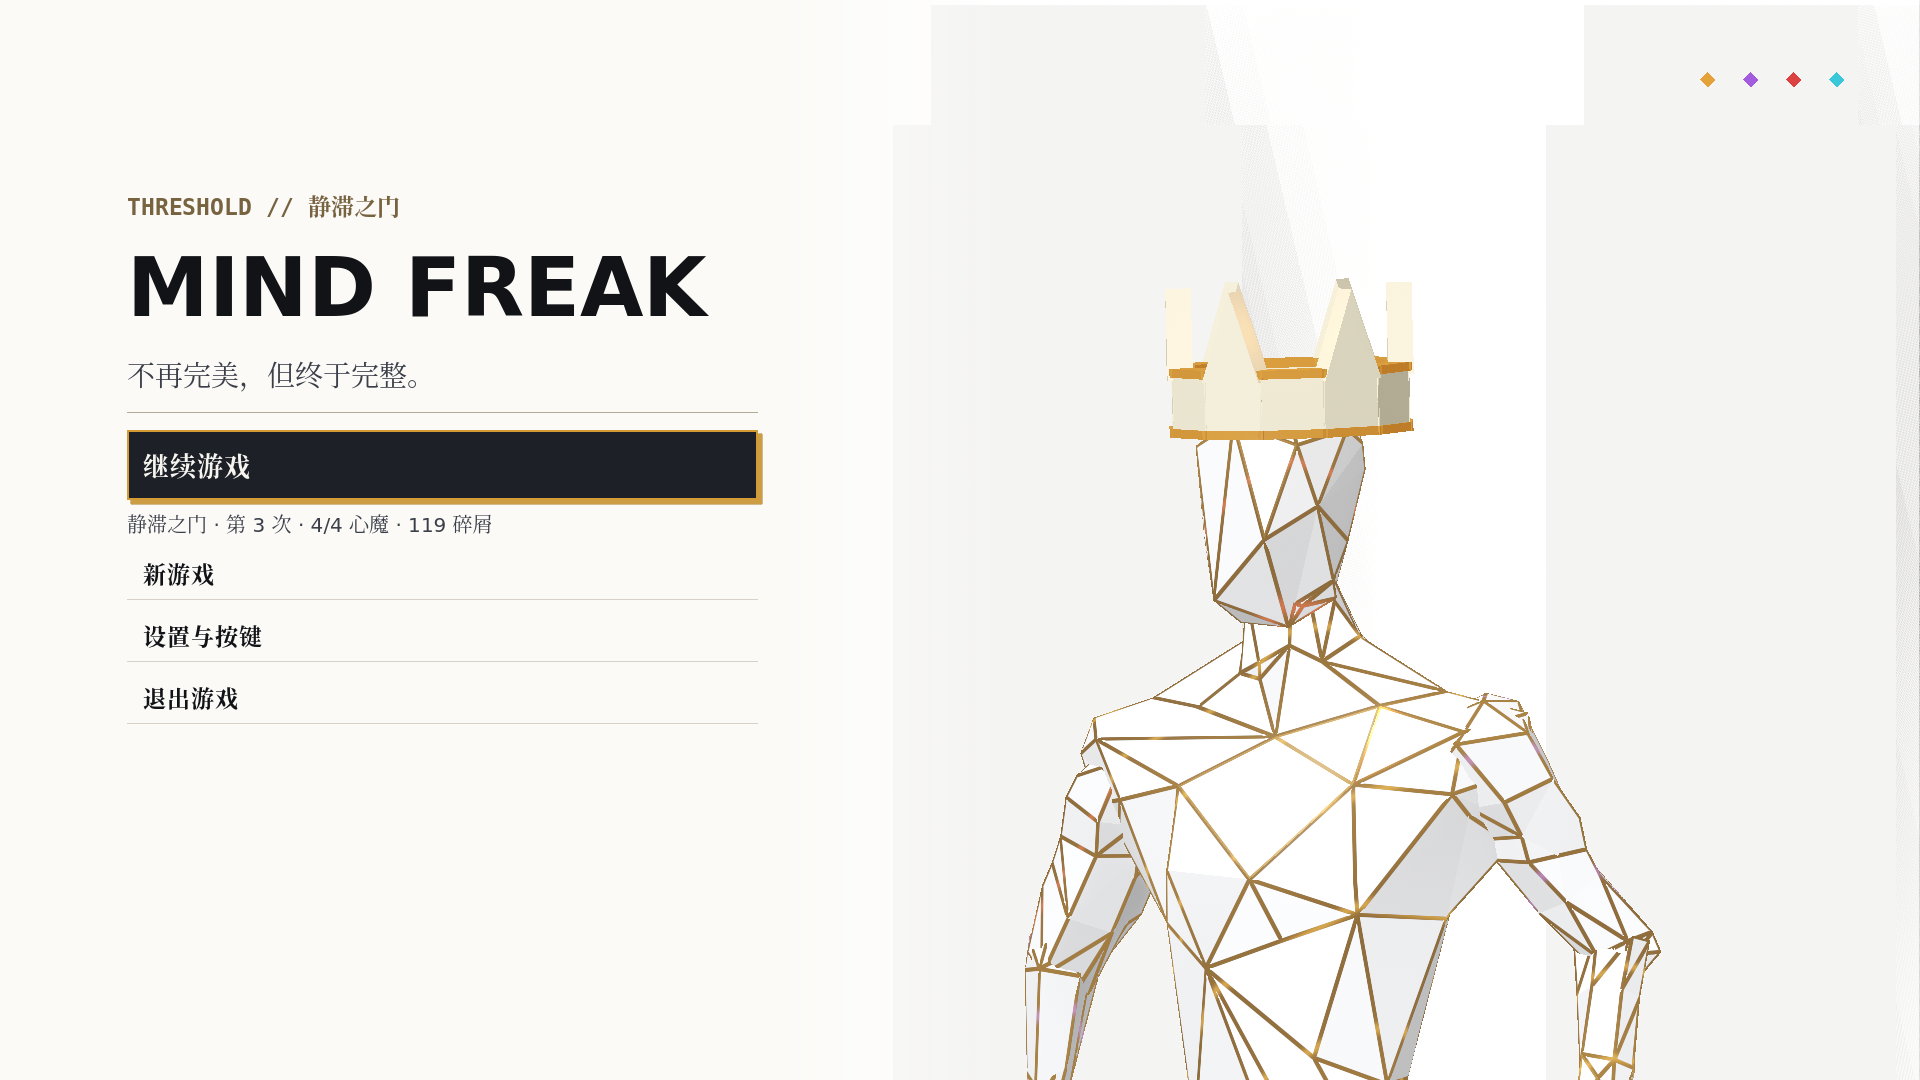 THRESHOLD // 静滞之门
MIND FREAK
不再完美，但终于完整。
继续游戏
静滞之门 · 第 3 次 · 4/4 心魔 · 119 碎屑
新游戏
设置与按键
退出游戏